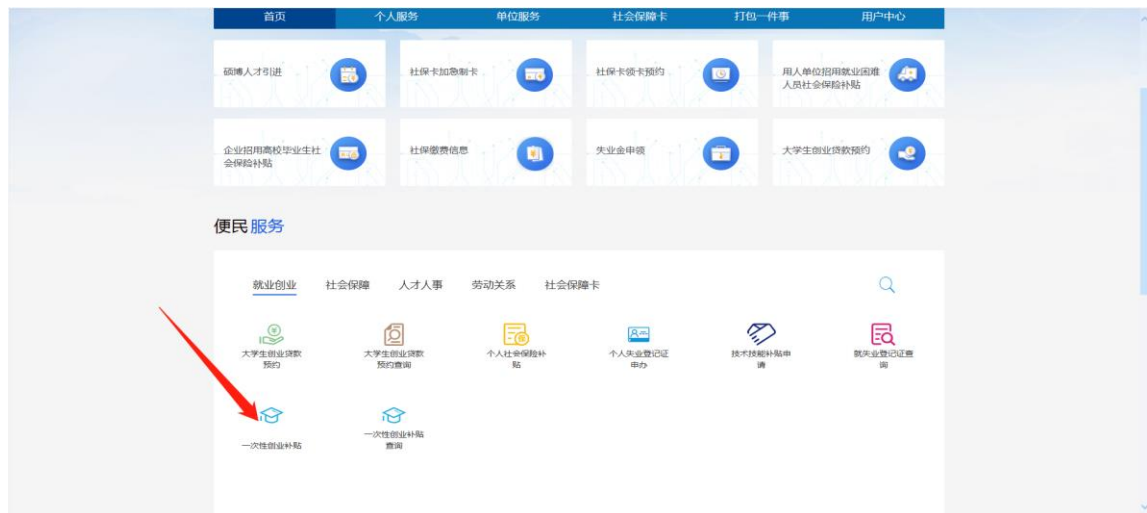 首页 个人服务 单位服务 社会保障卡 打包一件事 用户中心
硕博人才引进 社保卡加急制卡 社保卡领卡预约 用人单位招用就业困难
人员社会保险补贴
企业招用高校毕业生社 社保缴费信息 失业金申领 大学生创业贷款预约
会保险补贴
便民服务
就业创业 社会保障 人才人事 劳动关系 社会保障卡
大学生创业贷款 大学生创业贷款 个人社会保险补 个人失业登记证 技术技能补贴申 就失业登记证查
预约 预约查询 贴 申办 请 询
一次性创业补贴 一次性创业补贴
查询